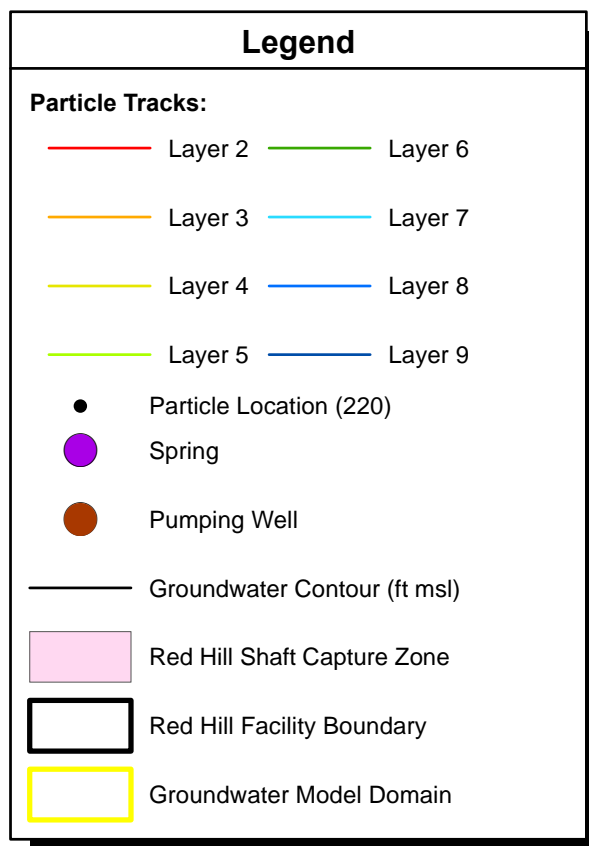 Legend
Particle Tracks:
Layer 2 Layer 6
Layer 3 Layer 7
Layer 4 Layer 8
Layer 5 Layer 9
Particle Location (220)
Spring
Pumping Well
Groundwater Contour (ft msl)
Red Hill Shaft Capture Zone
Red Hill Facility Boundary
Groundwater Model Domain